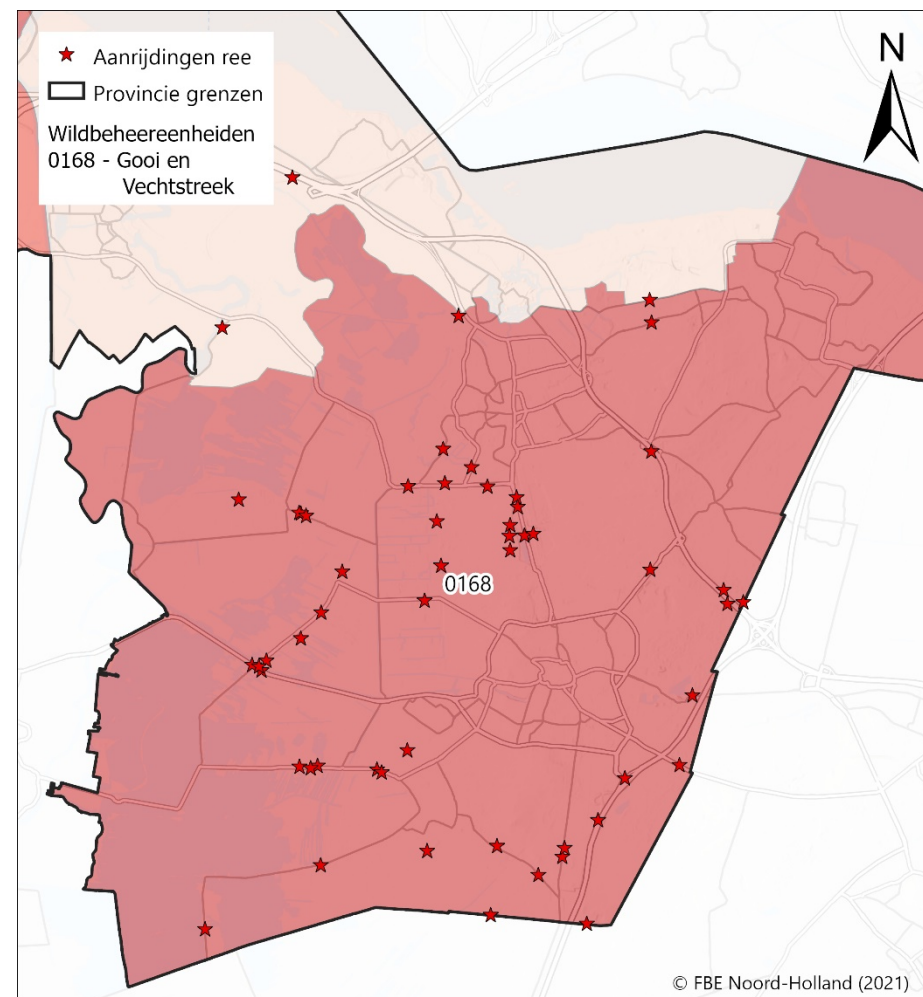 Aanrijdingen ree
Provincie grenzen
Wildbeheereenheiden
0168 - Gooi en
Vechtstreek
N
0168
© FBE Noord-Holland (2021)